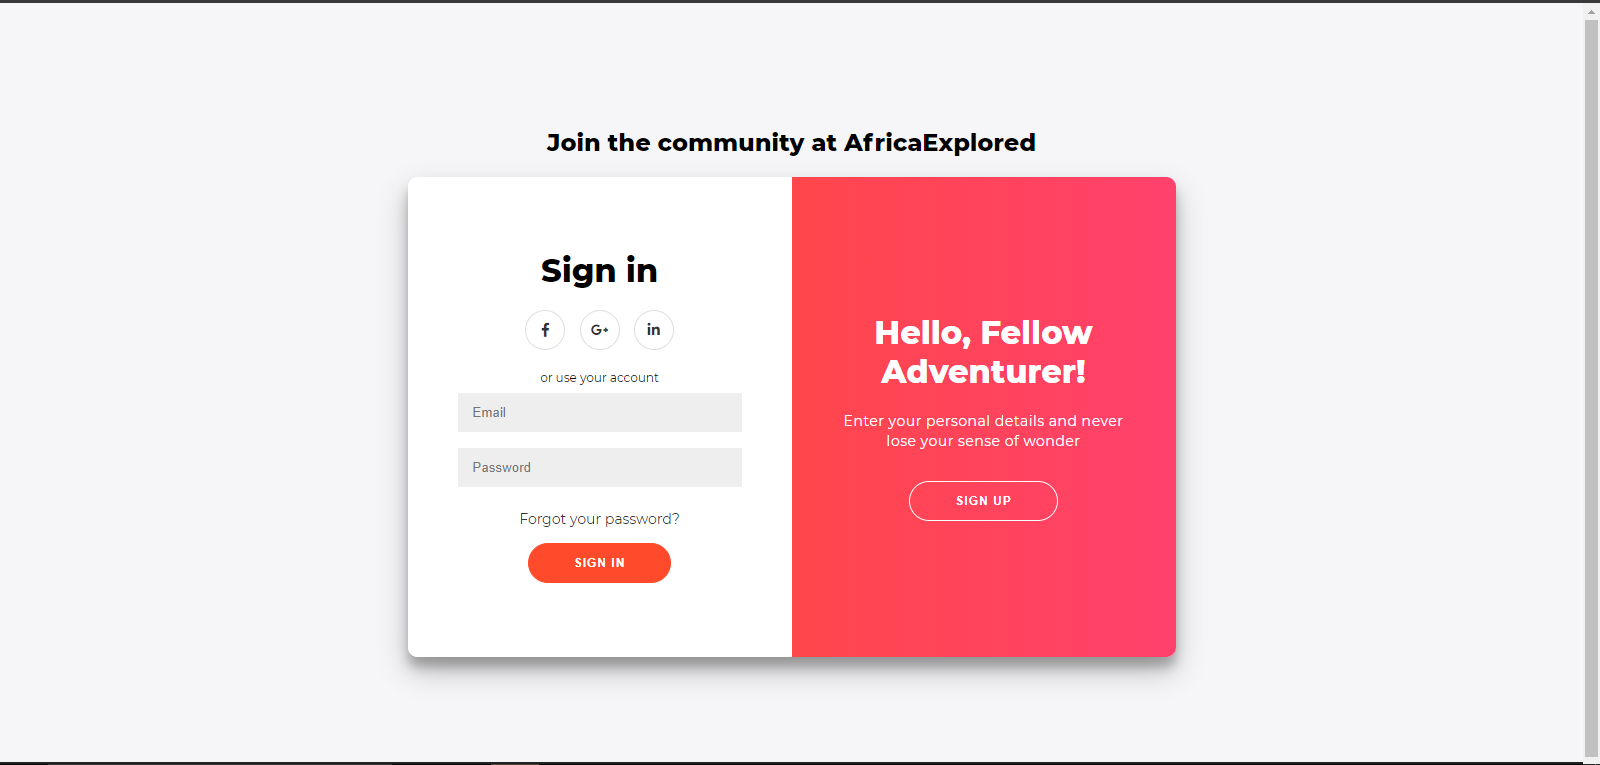 Join the community at AfricaExplored
Sign in
f
G+
in
or use your account
Email
Password
Forgot your password?
SIGN IN
Hello, Fellow
Adventurer!
Enter your personal details and never
lose your sense of wonder
SIGN UP